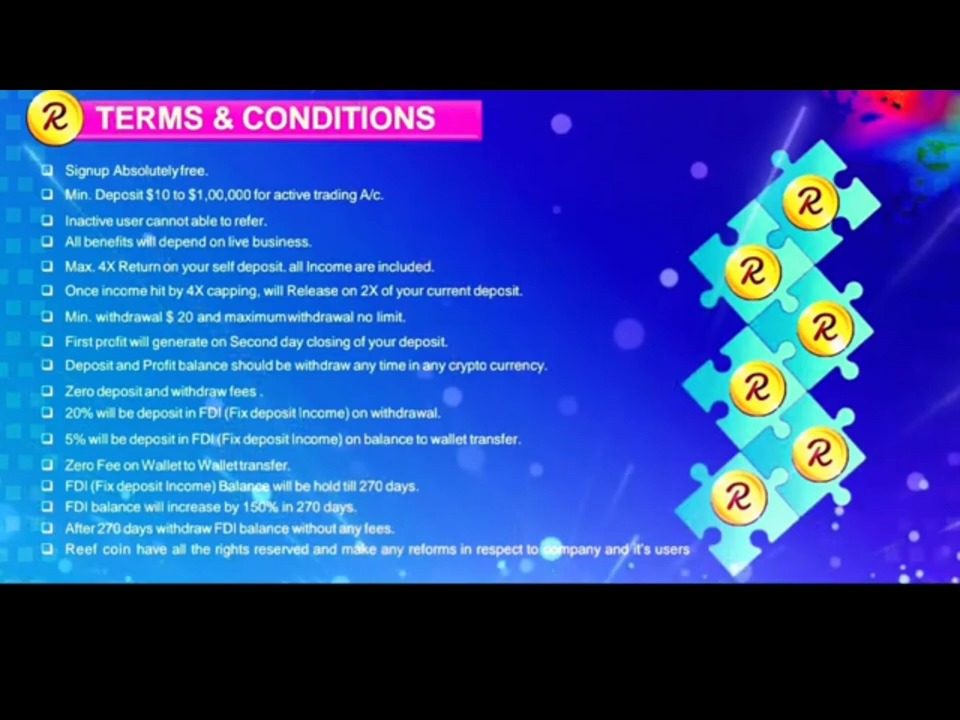 R TERMS & CONDITIONS
Signup Absolutely free.
Min. Deposit $10 to $1,00,000 for active trading A/c.
Inactive user cannot able to refer.
All benefits will depend on live business.
Max. 4X Return on your self deposit. all Income are included.
Once income hit by 4X capping, will Release on 2X of your current deposit.
Min. withdrawal $ 20 and maximum withdrawal no limit.
First profit will generate on Second day closing of your deposit.
Deposit and Profit balance should be withdraw any time in any crypto currency.
Zero deposit and withdraw fees .
20% will be deposit in FDI (Fix deposit Income) on withdrawal.
5% will be deposit in FDI (Fix deposit Income) on balance to wallet transfer.
Zero Fee on Wallet to Wallet transfer.
FDI (Fix deposit Income) Balance will be hold till 270 days.
FDI balance will increase by 150% in 270 days.
After 270 days withdraw FDI balance without any fees.
Reef coin have all the rights reserved and make any reforms in respect to company and it's users
R
R
R
R
R
R